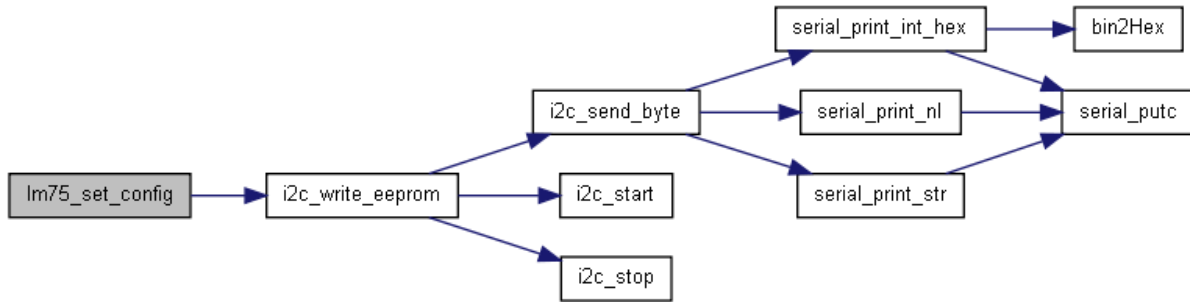 lm75_set_config
i2c_write_eeprom
i2c_send_byte
i2c_start
i2c_stop
serial_print_int_hex
serial_print_nl
serial_print_str
bin2Hex
serial_putc